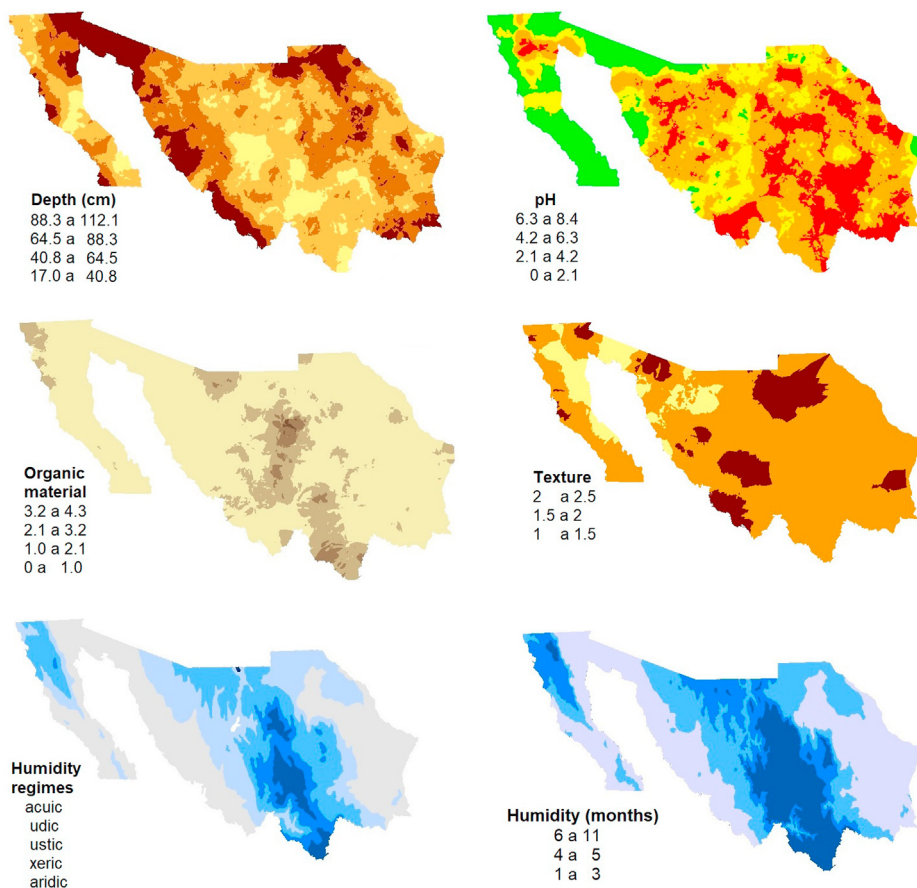 Depth (cm)
88.3 a 112.1
64.5 a 88.3
40.8 a 64.5
17.0 a 40.8
pH
6.3 a 8.4
4.2 a 6.3
2.1 a 4.2
0 a 2.1
Organic
material
3.2 a 4.3
2.1 a 3.2
1.0 a 2.1
0 a 1.0
Texture
2 a 2.5
1.5 a 2
1 a 1.5
Humidity
regimes
acuic
udic
ustic
xeric
aridic
Humidity (months)
6 a 11
4 a 5
1 a 3